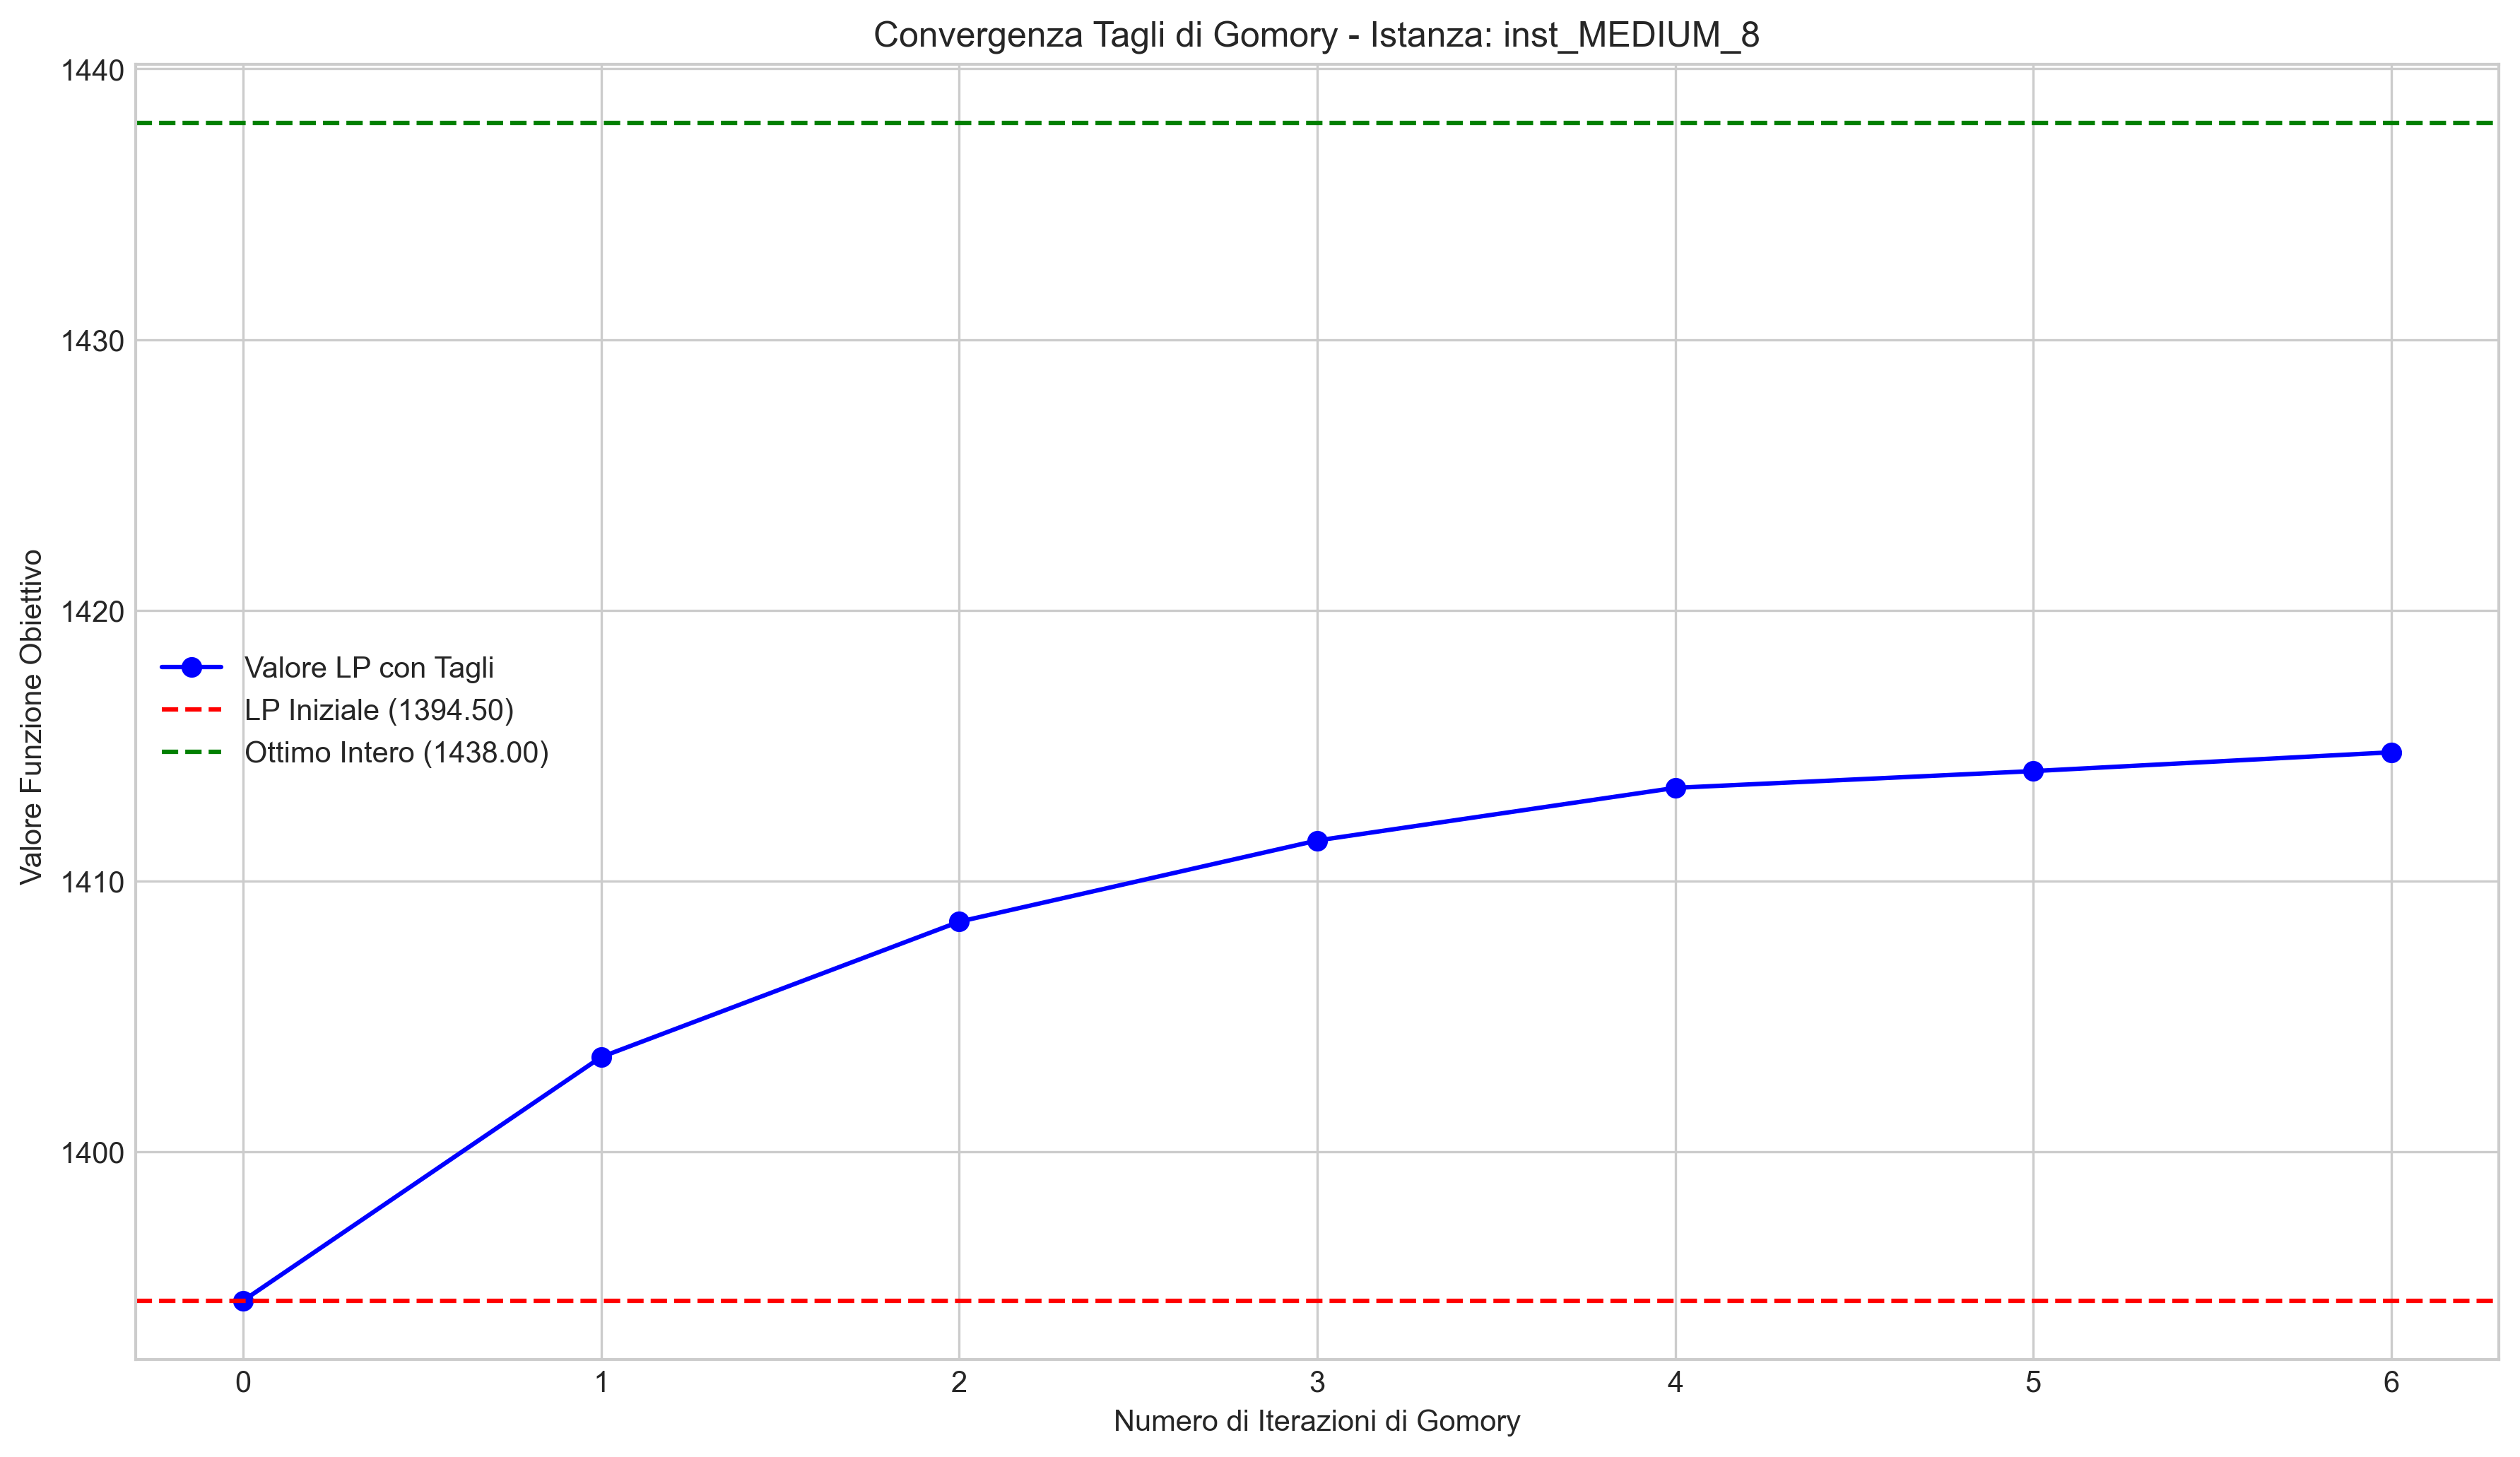 Convergenza Tagli di Gomory - Istanza: inst_MEDIUM_8
1440
1430
1420
1410
1400
Valore Funzione Obiettivo
Valore LP con Tagli
LP Iniziale (1394.50)
Ottimo Intero (1438.00)
0 1 2 3 4 5 6
Numero di Iterazioni di Gomory